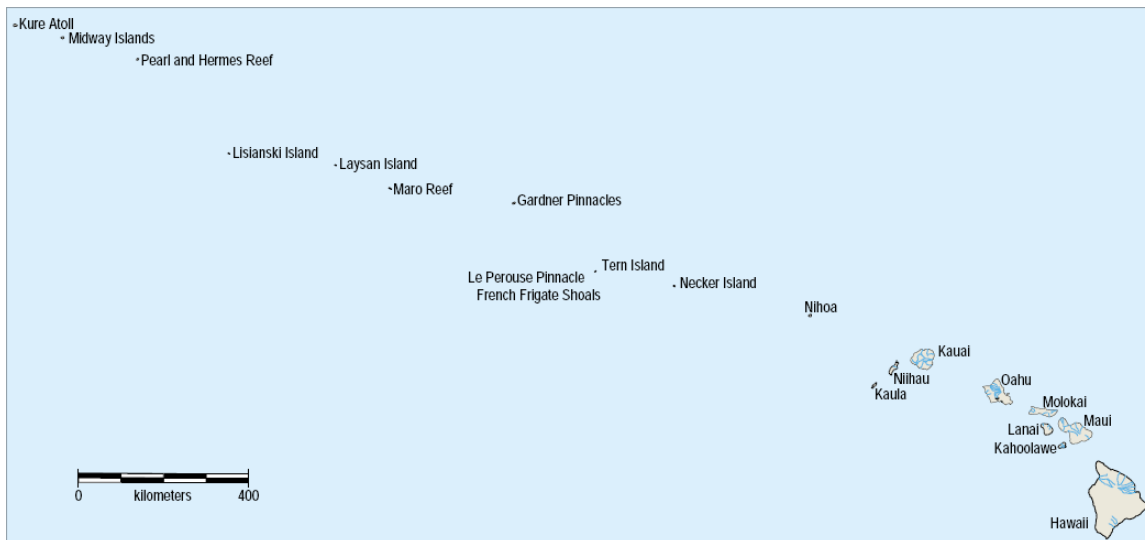 Kure Atoll
Midway Islands
Pearl and Hermes Reef
Lisianski Island
Laysan Island
Maro Reef
Gardner Pinnacles
Tern Island
Le Perouse Pinnacle
French Frigate Shoals
Necker Island
Nihoa
Kauai
Niihau
Kaula
Oahu
Molokai
Maui
Lanai
Kahoolawe
Hawaii
0 kilometers 400